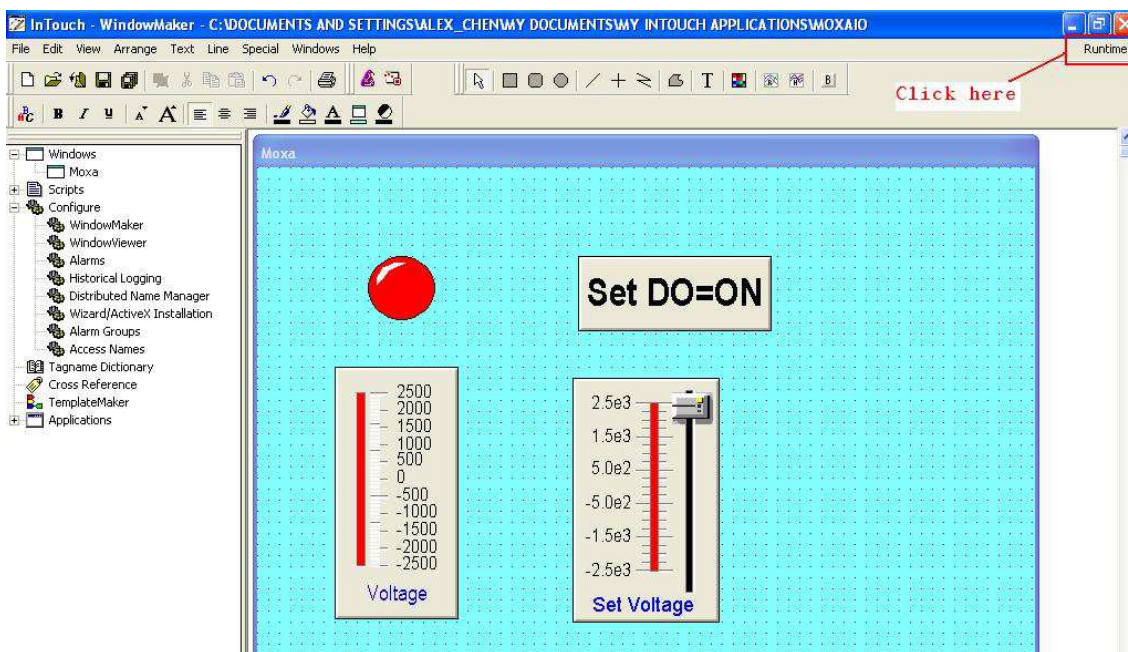 InTouch - WindowMaker - C:\DOCUMENTS AND SETTINGS\ALEX_CHEN\MY DOCUMENTS\MY INTOUCH APPLICATIONS\MOXAIO
File Edit View Arrange Text Line Special Windows Help
Runtime
Click here
Windows
Moxa
Scripts
Configure
WindowMaker
WindowViewer
Alarms
Historical Logging
Distributed Name Manager
Wizard/ActiveX Installation
Alarm Groups
Access Names
Tagname Dictionary
Cross Reference
TemplateMaker
Applications
Moxa
Set DO=ON
2500
2000
1500
1000
500
0
-500
-1000
-1500
-2000
-2500
Voltage
2.5e3
1.5e3
5.0e2
-5.0e2
-1.5e3
-2.5e3
Set Voltage